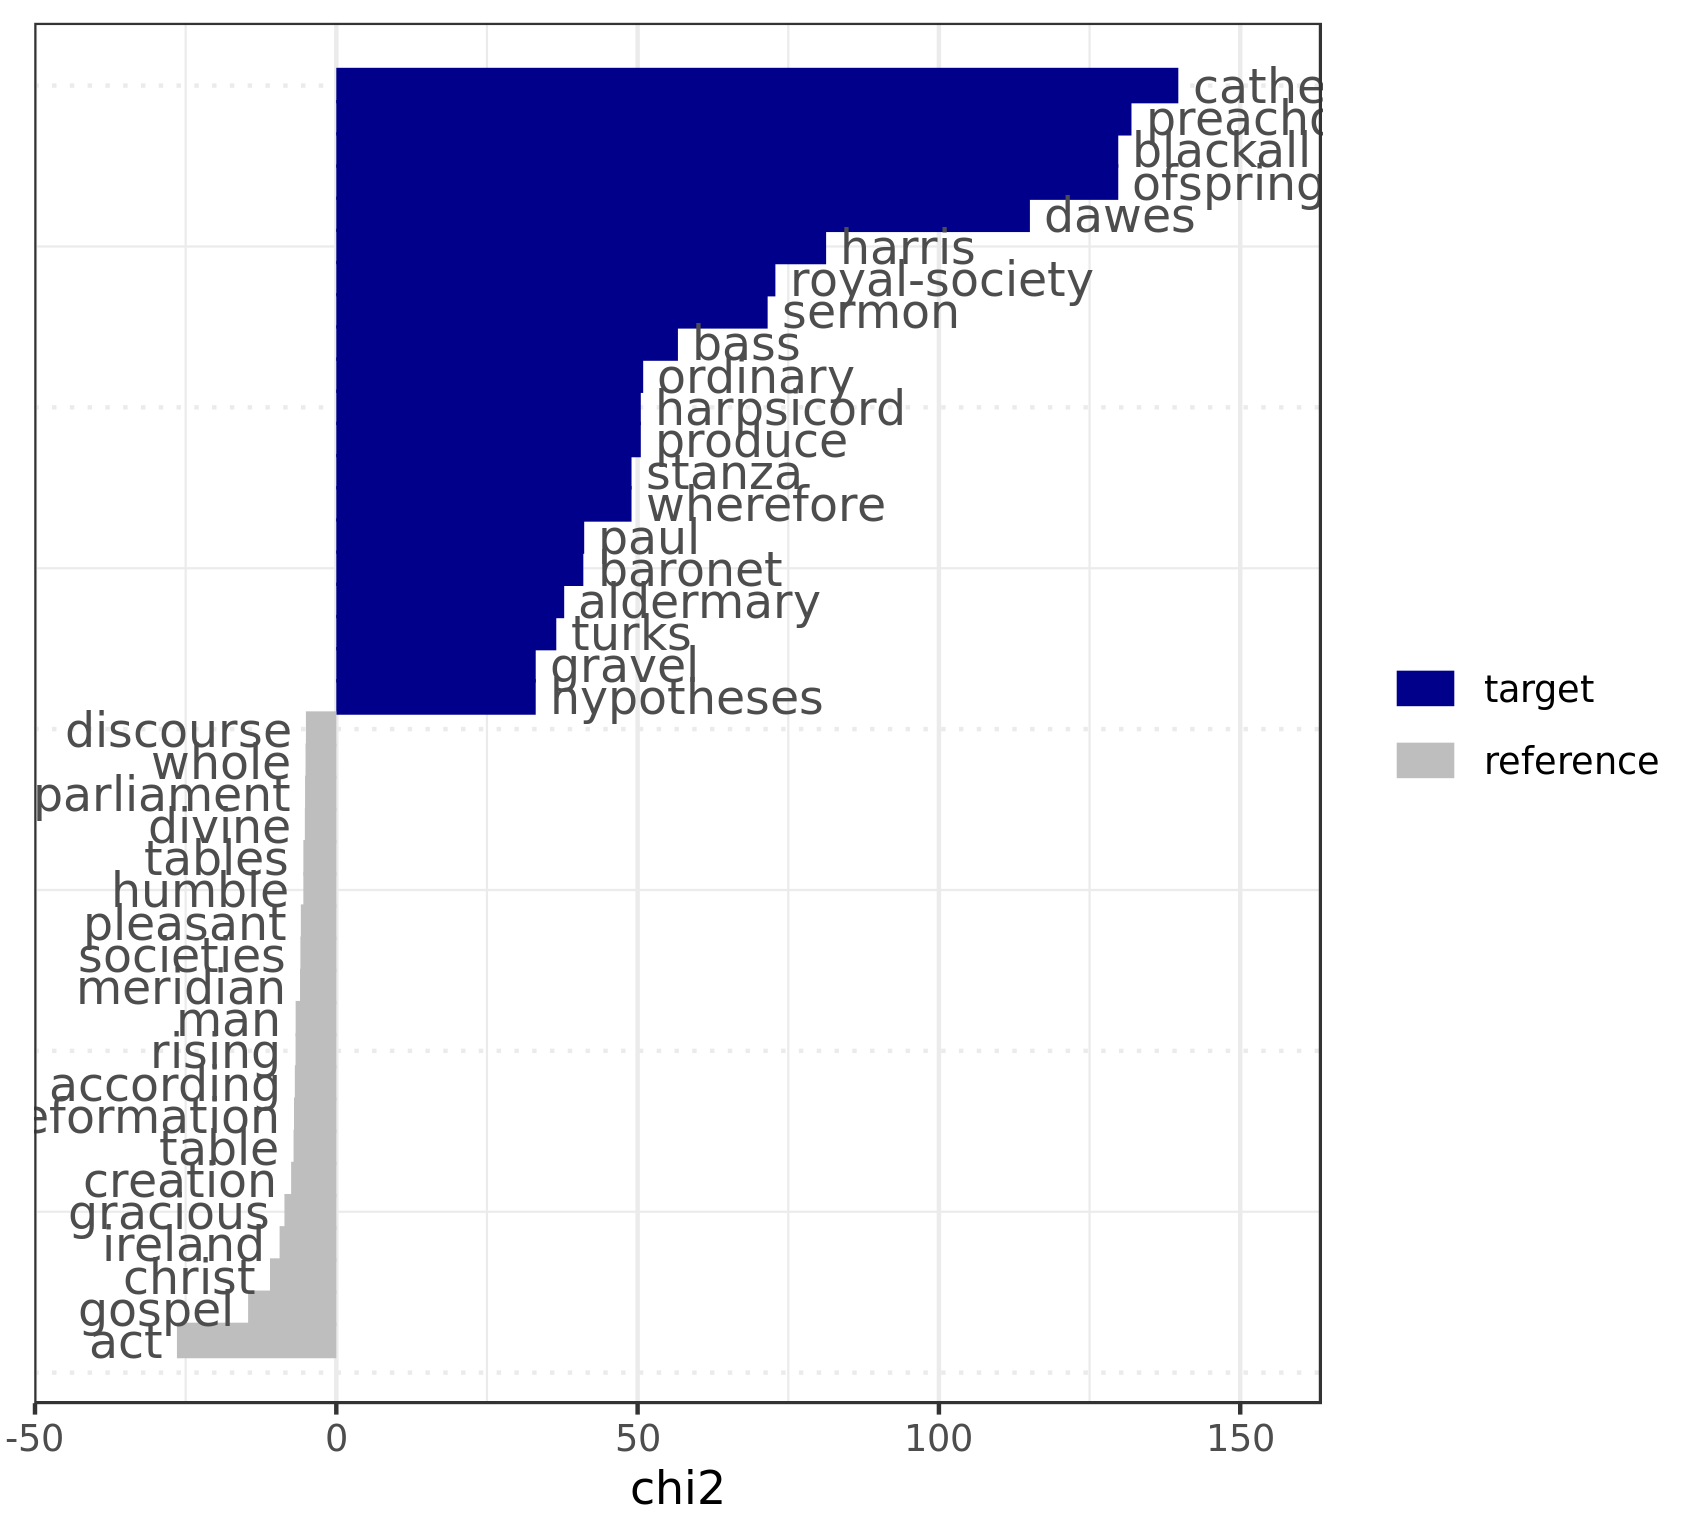 cathe
preach
blackall
ofspring
dawes
harris
royal-society
sermon
bass
ordinary
harpsicord
produce
stanza
wherefore
paul
baronet
aldermary
turks
gravel
hypotheses
discourse
whole
parliament
divine
tables
humble
pleasant
societies
meridian
man
rising
according
eformation
table
creation
gracious
ireland
christ
gospel
act
target
reference
-50 0 50 100 150
chi2